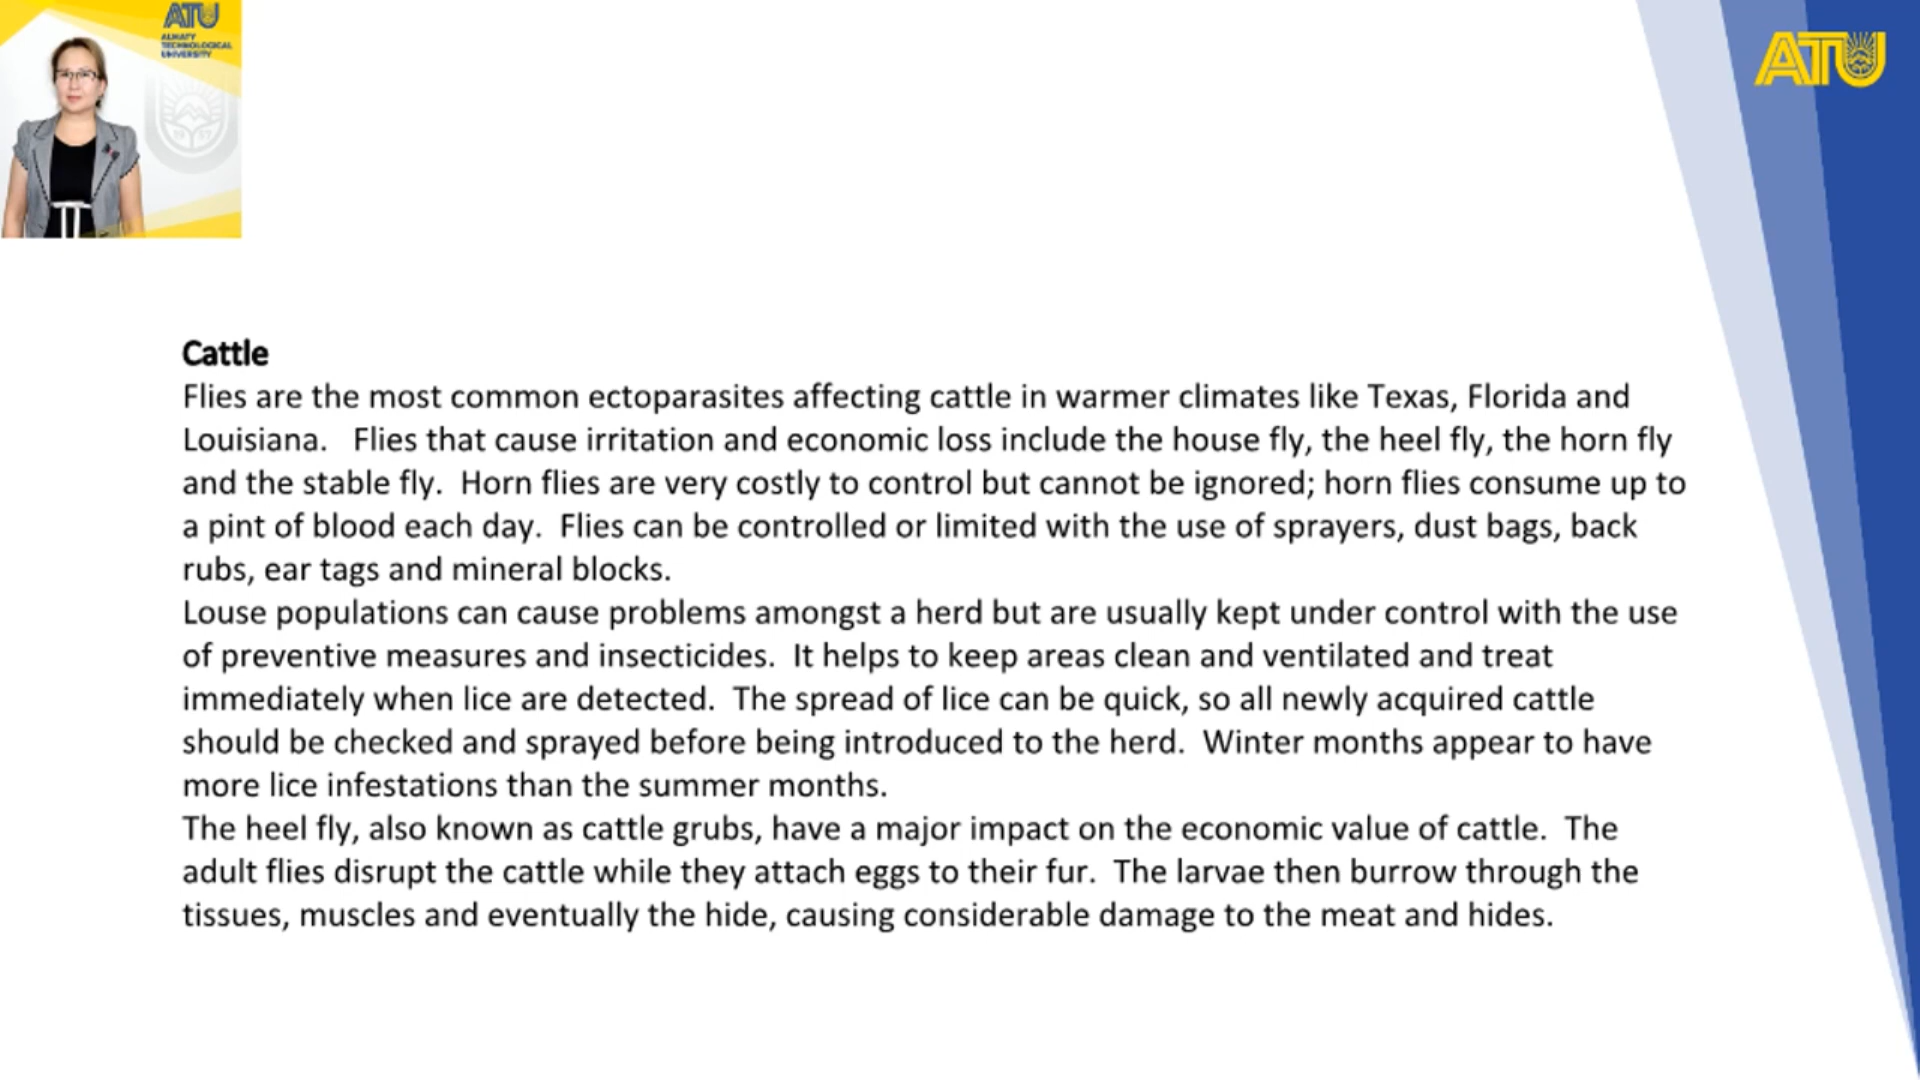 ATU
ALMATY
TECHNOLOGICAL
UNIVERSITY
ATU
Cattle
Flies are the most common ectoparasites affecting cattle in warmer climates like Texas, Florida and
Louisiana.   Flies that cause irritation and economic loss include the house fly, the heel fly, the horn fly
and the stable fly.  Horn flies are very costly to control but cannot be ignored; horn flies consume up to
a pint of blood each day.  Flies can be controlled or limited with the use of sprayers, dust bags, back
rubs, ear tags and mineral blocks.
Louse populations can cause problems amongst a herd but are usually kept under control with the use
of preventive measures and insecticides.  It helps to keep areas clean and ventilated and treat
immediately when lice are detected.  The spread of lice can be quick, so all newly acquired cattle
should be checked and sprayed before being introduced to the herd.  Winter months appear to have
more lice infestations than the summer months.
The heel fly, also known as cattle grubs, have a major impact on the economic value of cattle.  The
adult flies disrupt the cattle while they attach eggs to their fur.  The larvae then burrow through the
tissues, muscles and eventually the hide, causing considerable damage to the meat and hides.